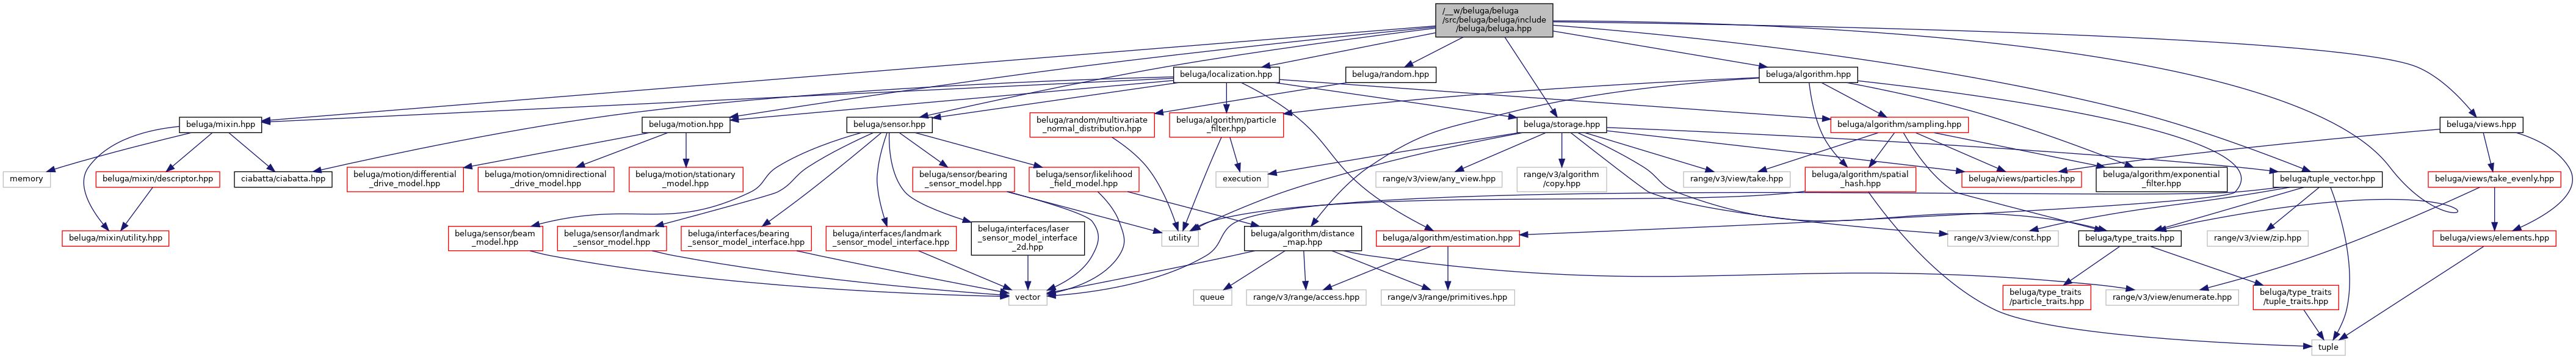 /__w/beluga/beluga
/src/beluga/beluga/include
/beluga/beluga.hpp
beluga/localization.hpp
beluga/random.hpp
beluga/algorithm.hpp
beluga/mixin.hpp
beluga/motion.hpp
beluga/sensor.hpp
beluga/random/multivariate
_normal_distribution.hpp
beluga/algorithm/particle
_filter.hpp
beluga/storage.hpp
beluga/algorithm/sampling.hpp
beluga/views.hpp
memory
beluga/mixin/descriptor.hpp
ciabatta/ciabatta.hpp
beluga/motion/differential
_drive_model.hpp
beluga/motion/omnidirectional
_drive_model.hpp
beluga/motion/stationary
_model.hpp
beluga/sensor/bearing
_sensor_model.hpp
beluga/sensor/likelihood
_field_model.hpp
execution
range/v3/view/any_view.hpp
range/v3/algorithm
/copy.hpp
range/v3/view/take.hpp
beluga/algorithm/spatial
_hash.hpp
beluga/views/particles.hpp
beluga/algorithm/exponential
_filter.hpp
beluga/tuple_vector.hpp
beluga/views/take_evenly.hpp
beluga/mixin/utility.hpp
beluga/sensor/beam
_model.hpp
beluga/sensor/landmark
_sensor_model.hpp
beluga/interfaces/bearing
_sensor_model_interface.hpp
beluga/interfaces/landmark
_sensor_model_interface.hpp
beluga/interfaces/laser
_sensor_model_interface
_2d.hpp
utility
beluga/algorithm/distance
_map.hpp
beluga/algorithm/estimation.hpp
range/v3/view/const.hpp
beluga/type_traits.hpp
range/v3/view/zip.hpp
beluga/views/elements.hpp
vector
queue
range/v3/range/access.hpp
range/v3/range/primitives.hpp
beluga/type_traits
/particle_traits.hpp
range/v3/view/enumerate.hpp
beluga/type_traits
/tuple_traits.hpp
tuple